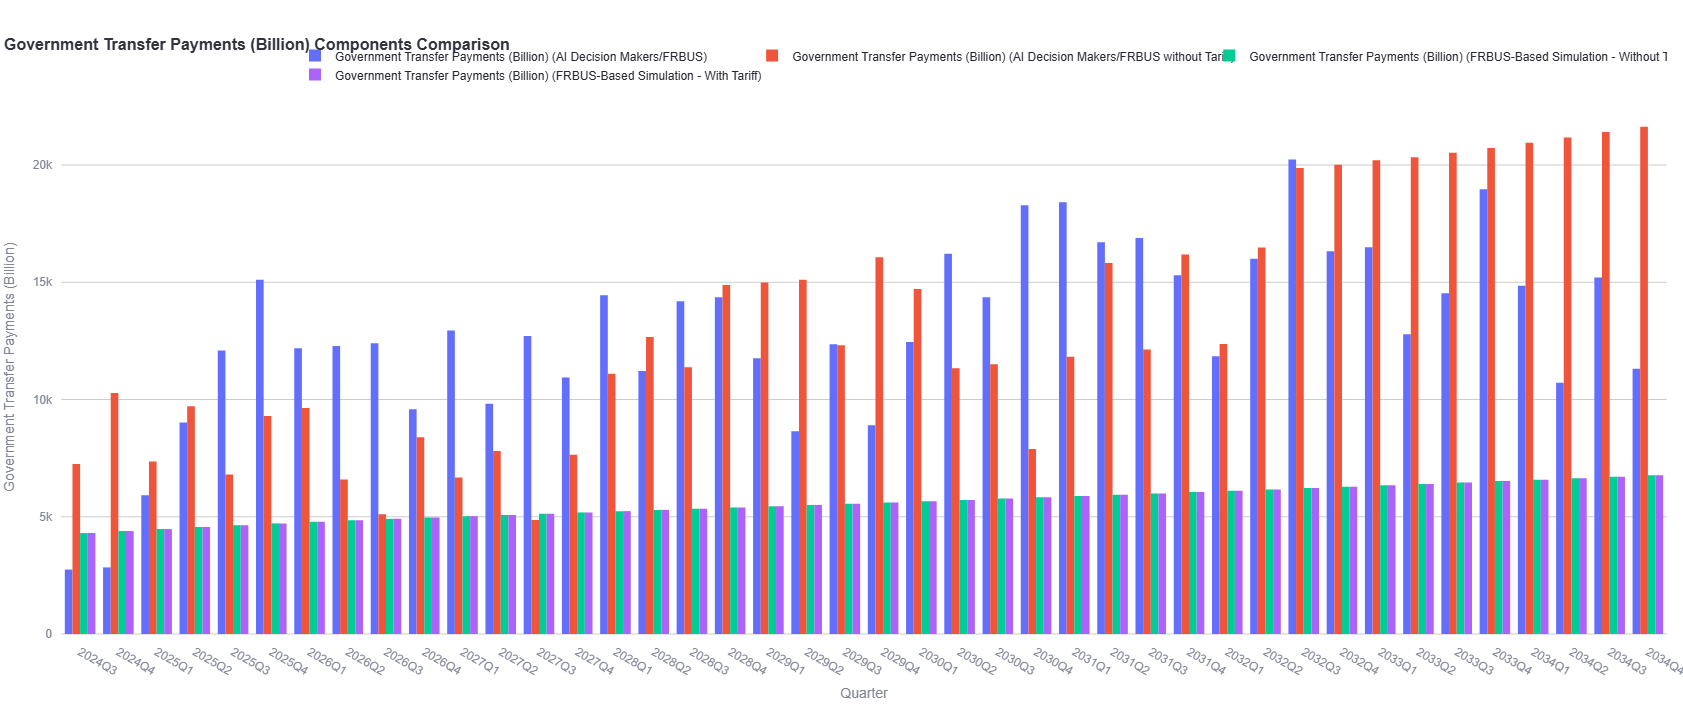 Government Transfer Payments (Billion) Components Comparison
Government Transfer Payments (Billion) (AI Decision Makers/FRBUS)
Government Transfer Payments (Billion) (AI Decision Makers/FRBUS without Tariff)
Government Transfer Payments (Billion) (FRBUS-Based Simulation - Without T
Government Transfer Payments (Billion) (FRBUS-Based Simulation - With Tariff)
Government Transfer Payments (Billion)
20k
15k
10k
5k
0
2024Q3
2024Q4
2025Q1
2025Q2
2025Q3
2025Q4
2026Q1
2026Q2
2026Q3
2026Q4
2027Q1
2027Q2
2027Q3
2027Q4
2028Q1
2028Q2
2028Q3
2028Q4
2029Q1
2029Q2
2029Q3
2029Q4
2030Q1
2030Q2
2030Q3
2030Q4
2031Q1
2031Q2
2031Q3
2031Q4
2032Q1
2032Q2
2032Q3
2032Q4
2033Q1
2033Q2
2033Q3
2033Q4
2034Q1
2034Q2
2034Q3
2034Q4
Quarter